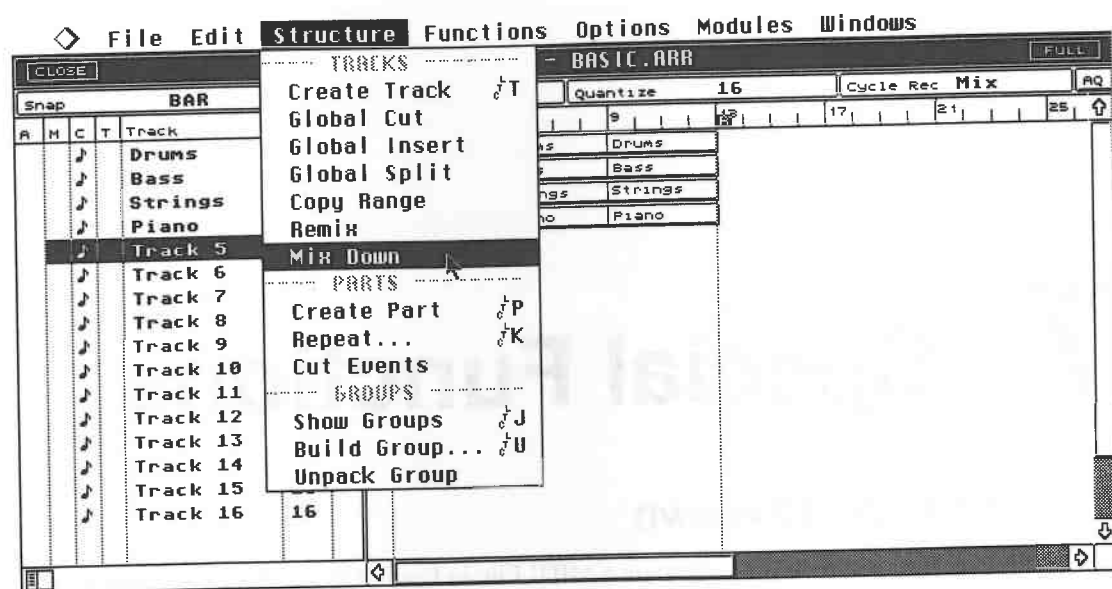 File Edit Structure Functions Options Modules Windows
CLOSE - BASIC.ARR FULL
Snap BAR Quantize 16 Cycle Rec Mix AQ
A M C T Track 9 17 21 25
Drums
Bass
Strings
Piano
Track 5
Track 6
Track 7
Track 8
Track 9
Track 10
Track 11
Track 12
Track 13
Track 14
Track 15
Track 16 16
TRACKS
Create Track T
Global Cut
Global Insert
Global Split
Copy Range
Remix
Mix Down
PARTS
Create Part P
Repeat... K
Cut Events
GROUPS
Show Groups J
Build Group... U
Unpack Group
Drums
Bass
Strings
Piano